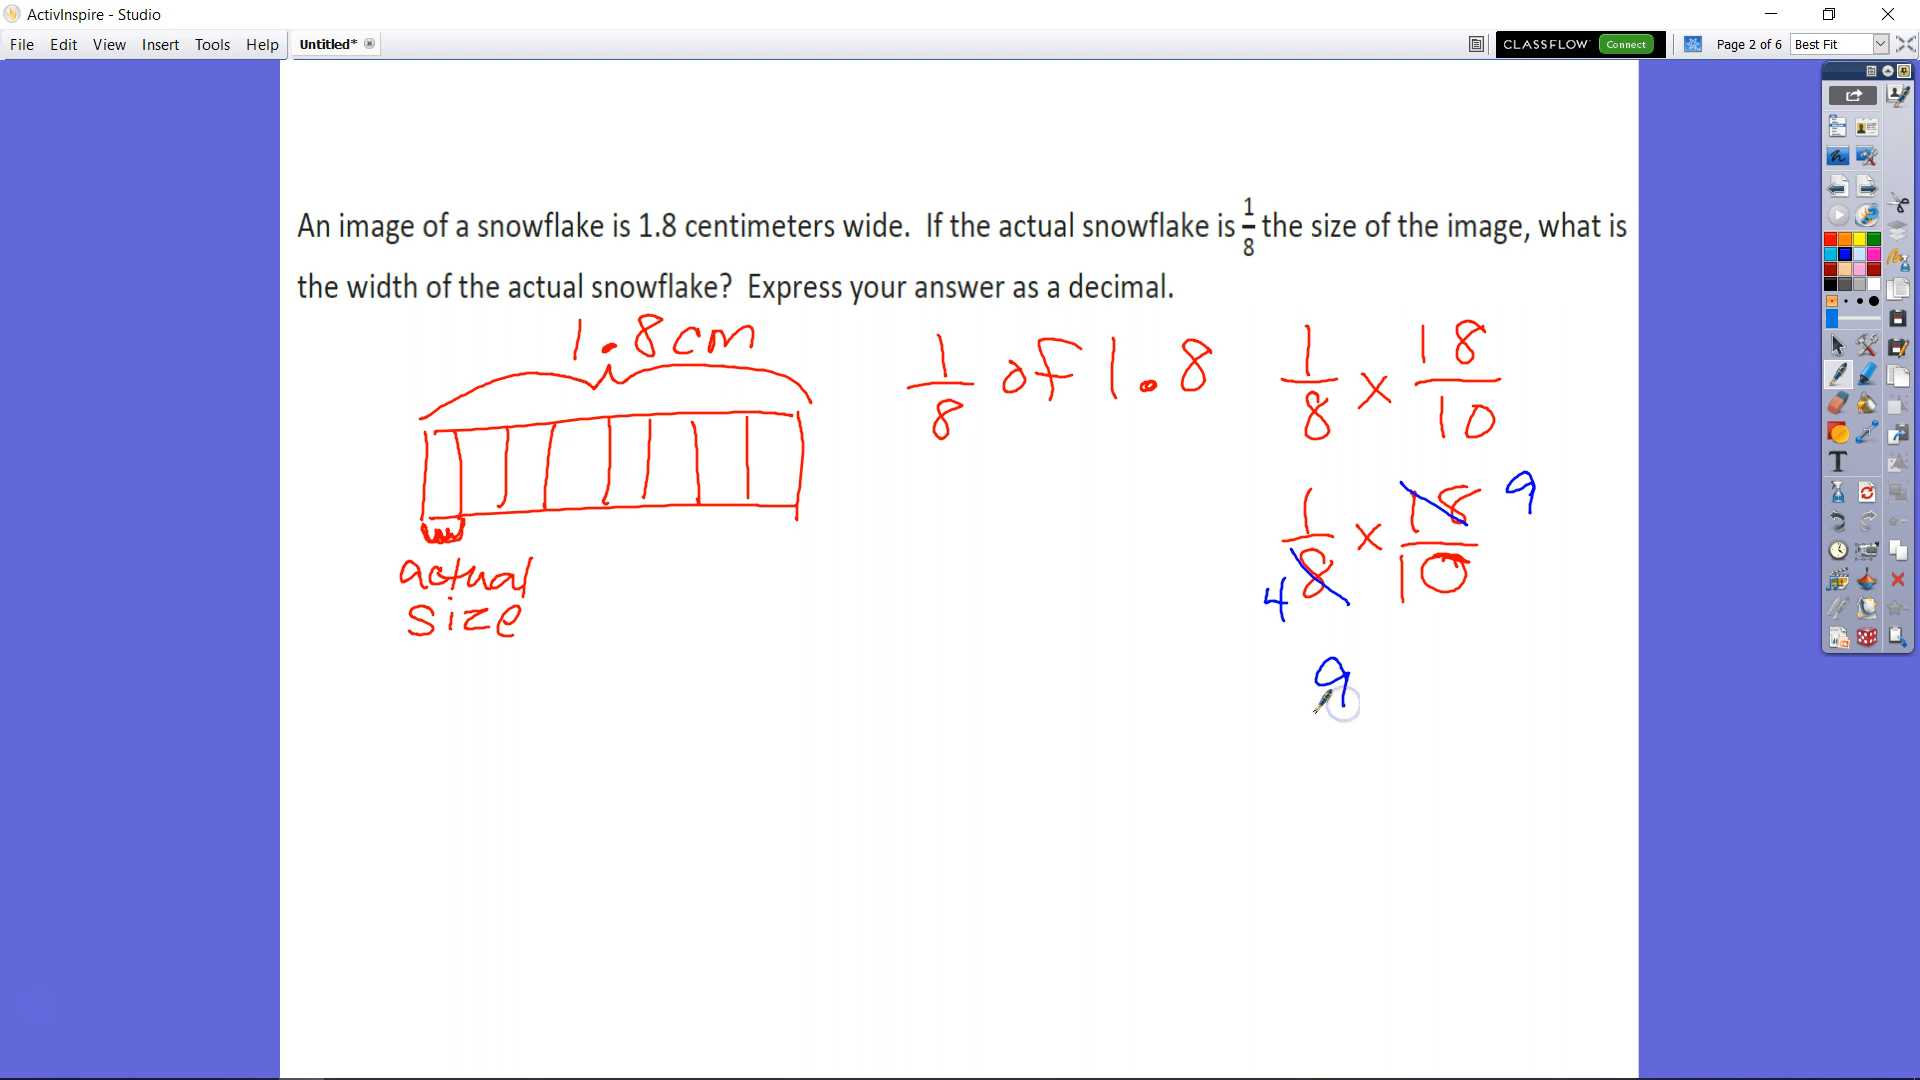 ActivInspire - Studio
File Edit View Insert Tools Help Untitled*
CLASSFLOW Connect Page 2 of 6 Best Fit
An image of a snowflake is 1.8 centimeters wide. If the actual snowflake is 1/8 the size of the image, what is
the width of the actual snowflake? Express your answer as a decimal.
1.8cm
actual
size
1/8 of 1.8
1/8 x 18/10
1/8 x 18/10 9
4
9